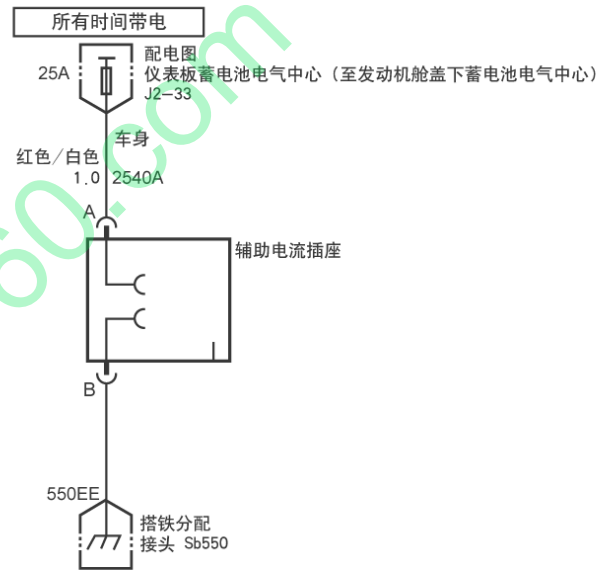 所有时间带电
25A
配电图
仪表板蓄电池电气中心（至发动机舱盖下蓄电池电气中心）
J2-33
车身
红色/白色
1.0 2540A
A
辅助电流插座
B
550EE
搭铁分配
接头 Sb550
60.com